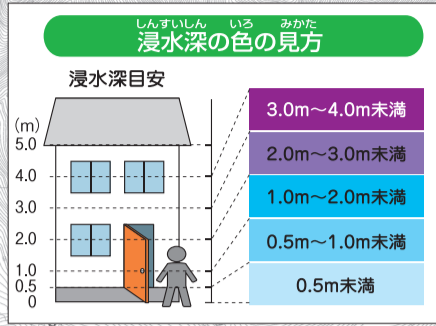 しんすいしん いろ みかた
浸水深の色の見方
浸水深目安
(m)
5.0
4.0
3.0
2.0
1.0
0.5
0
3.0m〜4.0m未満
2.0m〜3.0m未満
1.0m〜2.0m未満
0.5m〜1.0m未満
0.5m未満